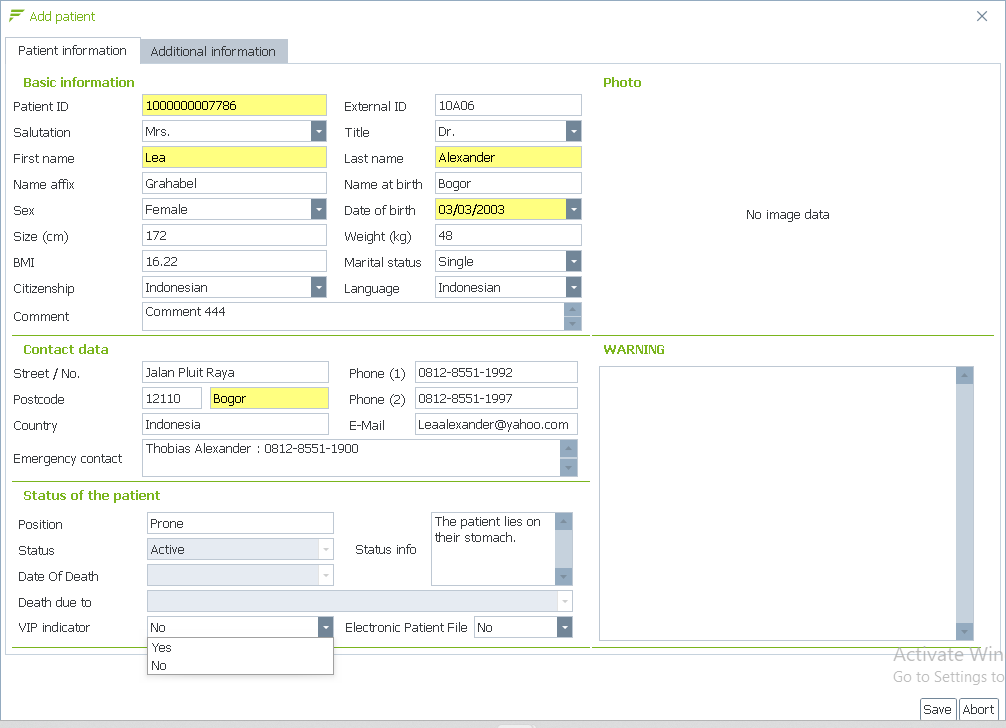 Add patient
Patient information
Additional information
Basic information
Photo
Patient ID 1000000007786 External ID 10A06
Salutation Mrs. Title Dr.
First name Lea Last name Alexander
Name affix Grahabel Name at birth Bogor
Sex Female Date of birth 03/03/2003
No image data
Size (cm) 172 Weight (kg) 48
BMI 16.22 Marital status Single
Citizenship Indonesian Language Indonesian
Comment Comment 444
Contact data
WARNING
Street / No. Jalan Pluit Raya Phone (1) 0812-8551-1992
Postcode 12110 Bogor Phone (2) 0812-8551-1997
Country Indonesia E-Mail Leaalexander@yahoo.com
Emergency contact Thobias Alexander : 0812-8551-1900
Status of the patient
Position Prone
Status Active Status info The patient lies on
their stomach.
Date Of Death
Death due to
VIP indicator No Electronic Patient File No
Yes
No
Activate Win
Go to Settings to
Save Abort